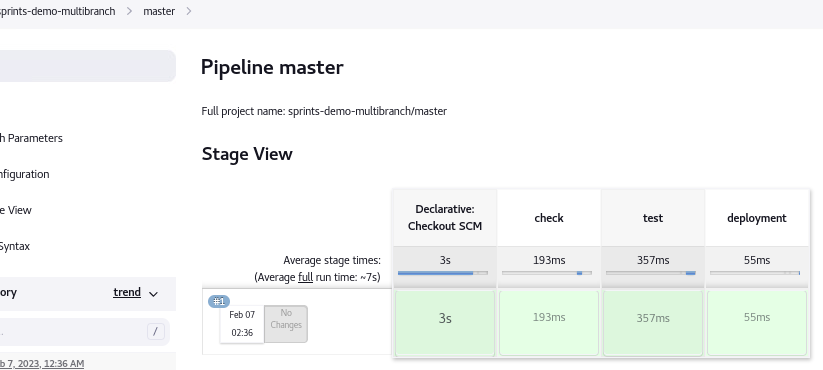 sprints-demo-multibranch > master >
Pipeline master
Full project name: sprints-demo-multibranch/master
h Parameters
nfiguration
e View
Syntax
ory trend
/
b 7, 2023, 12:36 AM
Stage View
Declarative: Checkout SCM
check
test
deployment
Average stage times:
(Average full run time: ~7s)
3s
193ms
357ms
55ms
#1
Feb 07
02:36
No
Changes
3s
193ms
357ms
55ms